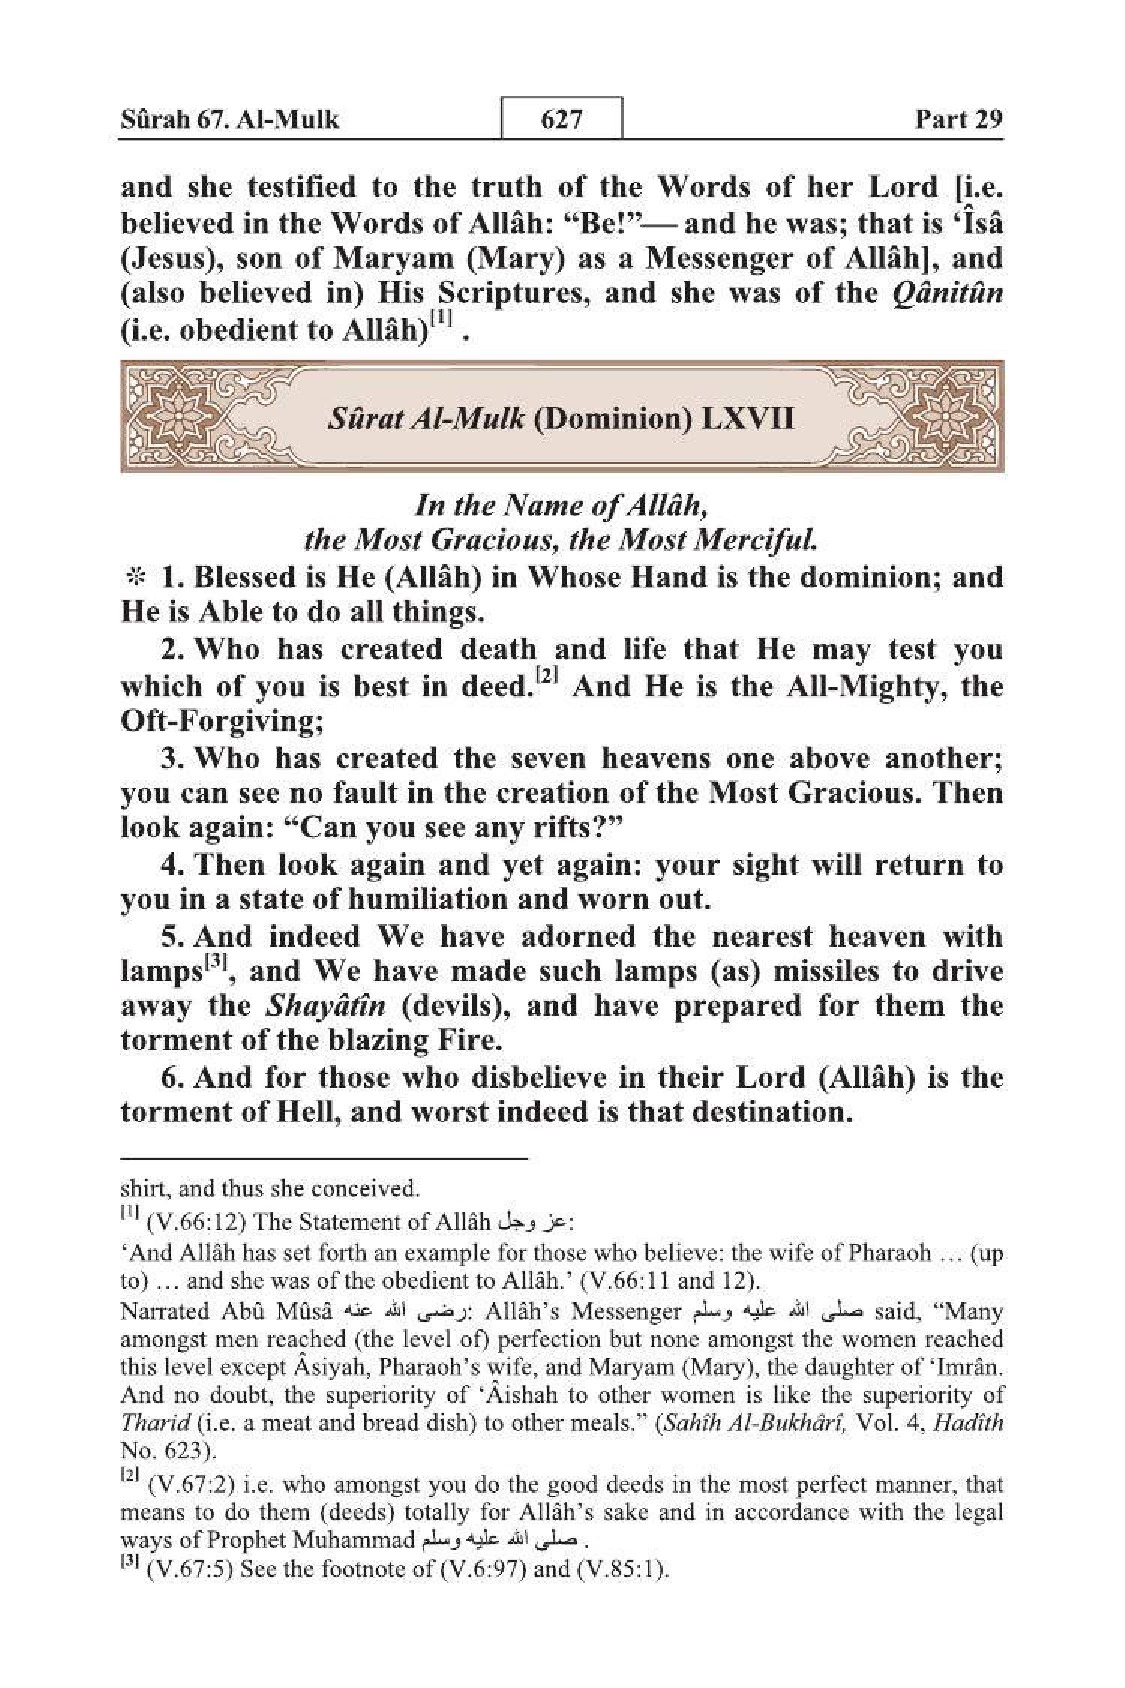 Sûrah 67. Al-Mulk 627 Part 29
and she testified to the truth of the Words of her Lord [i.e.
believed in the Words of Allâh: “Be!”— and he was; that is ‘Îsâ
(Jesus), son of Maryam (Mary) as a Messenger of Allâh], and
(also believed in) His Scriptures, and she was of the Qânitûn
(i.e. obedient to Allâh)[1] .
Sûrat Al-Mulk (Dominion) LXVII
In the Name of Allâh,
the Most Gracious, the Most Merciful.
❊ 1. Blessed is He (Allâh) in Whose Hand is the dominion; and
He is Able to do all things.
2. Who has created death and life that He may test you
which of you is best in deed.[2] And He is the All-Mighty, the
Oft-Forgiving;
3. Who has created the seven heavens one above another;
you can see no fault in the creation of the Most Gracious. Then
look again: “Can you see any rifts?”
4. Then look again and yet again: your sight will return to
you in a state of humiliation and worn out.
5. And indeed We have adorned the nearest heaven with
lamps[3], and We have made such lamps (as) missiles to drive
away the Shayâtîn (devils), and have prepared for them the
torment of the blazing Fire.
6. And for those who disbelieve in their Lord (Allâh) is the
torment of Hell, and worst indeed is that destination.
shirt, and thus she conceived.
[1] (V.66:12) The Statement of Allâh عز وجل:
‘And Allâh has set forth an example for those who believe: the wife of Pharaoh … (up
to) … and she was of the obedient to Allâh.’ (V.66:11 and 12).
Narrated Abû Mûsâ رضى الله عنه: Allâh’s Messenger صلى الله عليه وسلم said, “Many
amongst men reached (the level of) perfection but none amongst the women reached
this level except Âsiyah, Pharaoh’s wife, and Maryam (Mary), the daughter of ‘Imrân.
And no doubt, the superiority of ‘Âishah to other women is like the superiority of
Tharid (i.e. a meat and bread dish) to other meals.” (Sahîh Al-Bukhârî, Vol. 4, Hadîth
No. 623).
[2] (V.67:2) i.e. who amongst you do the good deeds in the most perfect manner, that
means to do them (deeds) totally for Allâh’s sake and in accordance with the legal
ways of Prophet Muhammad صلى الله عليه وسلم .
[3] (V.67:5) See the footnote of (V.6:97) and (V.85:1).